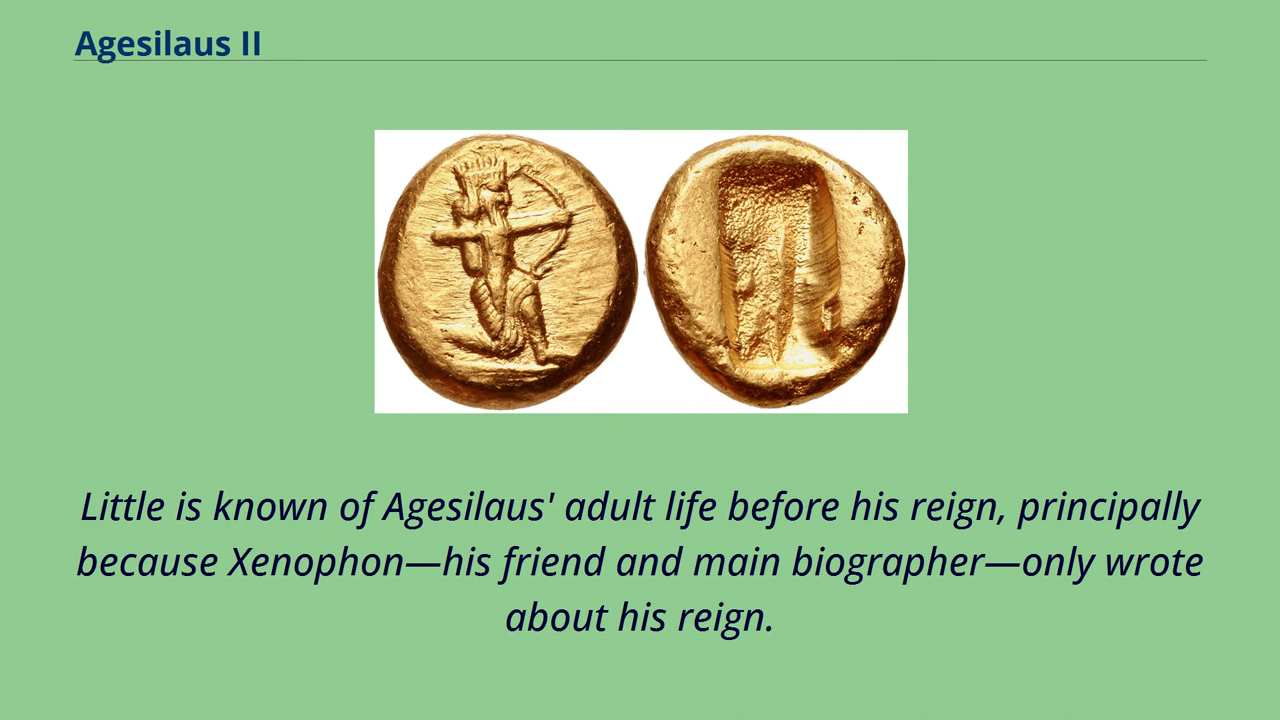 Agesilaus II
Little is known of Agesilaus' adult life before his reign, principally
because Xenophon—his friend and main biographer—only wrote
about his reign.